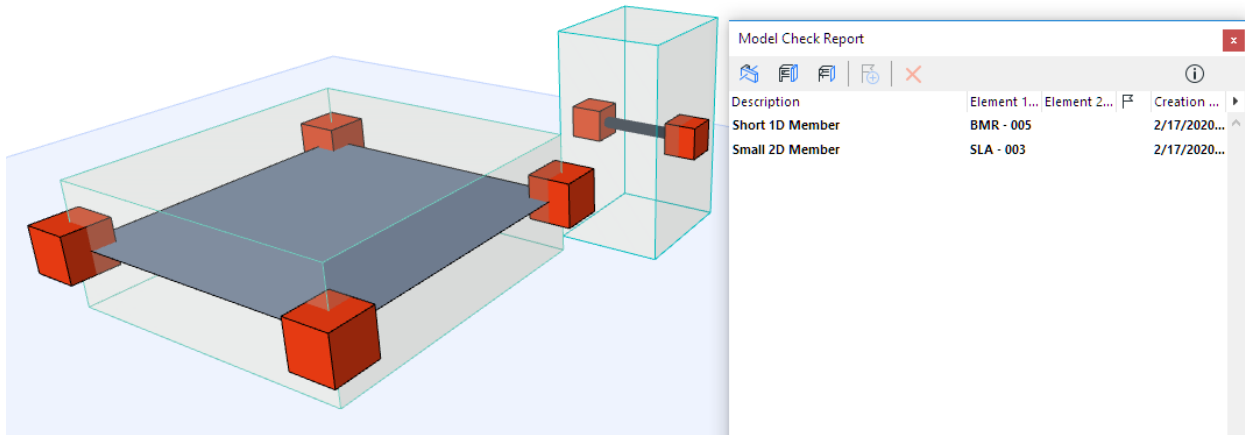 Model Check Report
Description Element 1... Element 2... Creation ...
Short 1D Member BMR - 005 2/17/2020...
Small 2D Member SLA - 003 2/17/2020...